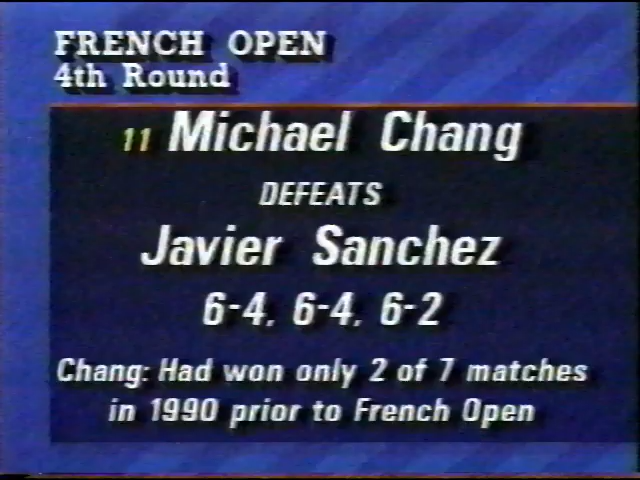 FRENCH OPEN
4th Round
11 Michael Chang
DEFEATS
Javier Sanchez
6-4, 6-4, 6-2
Chang: Had won only 2 of 7 matches
in 1990 prior to French Open